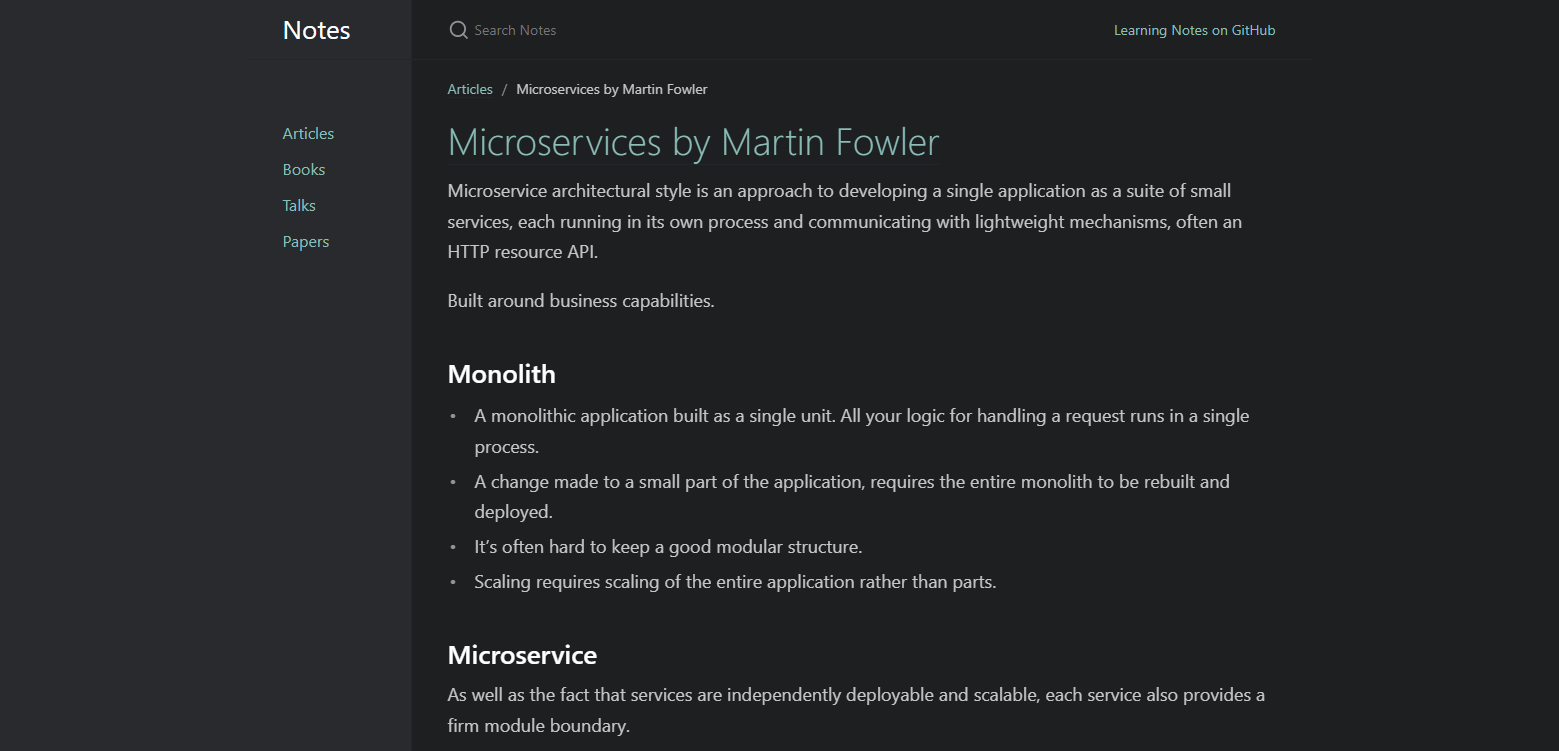 Notes
Search Notes
Learning Notes on GitHub
Articles
Books
Talks
Papers
Articles / Microservices by Martin Fowler
Microservices by Martin Fowler
Microservice architectural style is an approach to developing a single application as a suite of small
services, each running in its own process and communicating with lightweight mechanisms, often an
HTTP resource API.
Built around business capabilities.
Monolith
• A monolithic application built as a single unit. All your logic for handling a request runs in a single
process.
• A change made to a small part of the application, requires the entire monolith to be rebuilt and
deployed.
• It’s often hard to keep a good modular structure.
• Scaling requires scaling of the entire application rather than parts.
Microservice
As well as the fact that services are independently deployable and scalable, each service also provides a
firm module boundary.